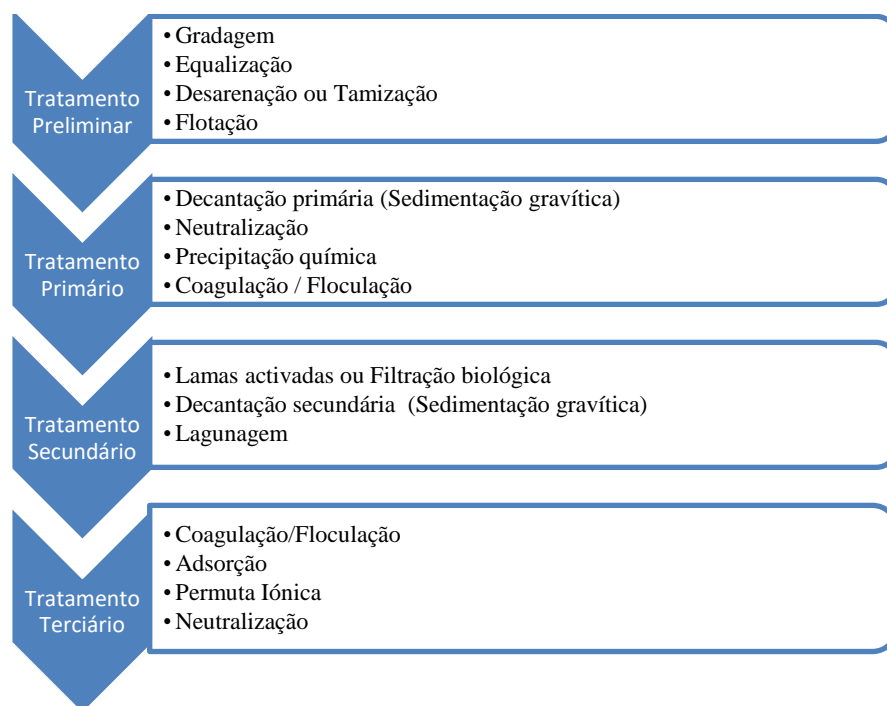 Tratamento
Preliminar
• Gradagem
• Equalização
• Desarenação ou Tamização
• Flotação
Tratamento
Primário
• Decantação primária (Sedimentação gravítica)
• Neutralização
• Precipitação química
• Coagulação / Floculação
Tratamento
Secundário
• Lamas activadas ou Filtração biológica
• Decantação secundária (Sedimentação gravítica)
• Lagunagem
Tratamento
Terciário
• Coagulação/Floculação
• Adsorção
• Permuta Iónica
• Neutralização